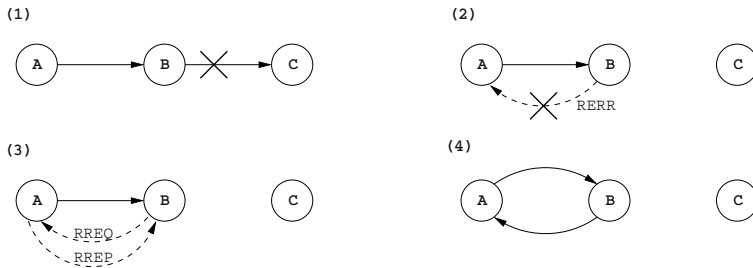 (1)
A B C
(2)
A B C
RERR
(3)
A B C
RREQ
RREP
(4)
A B C